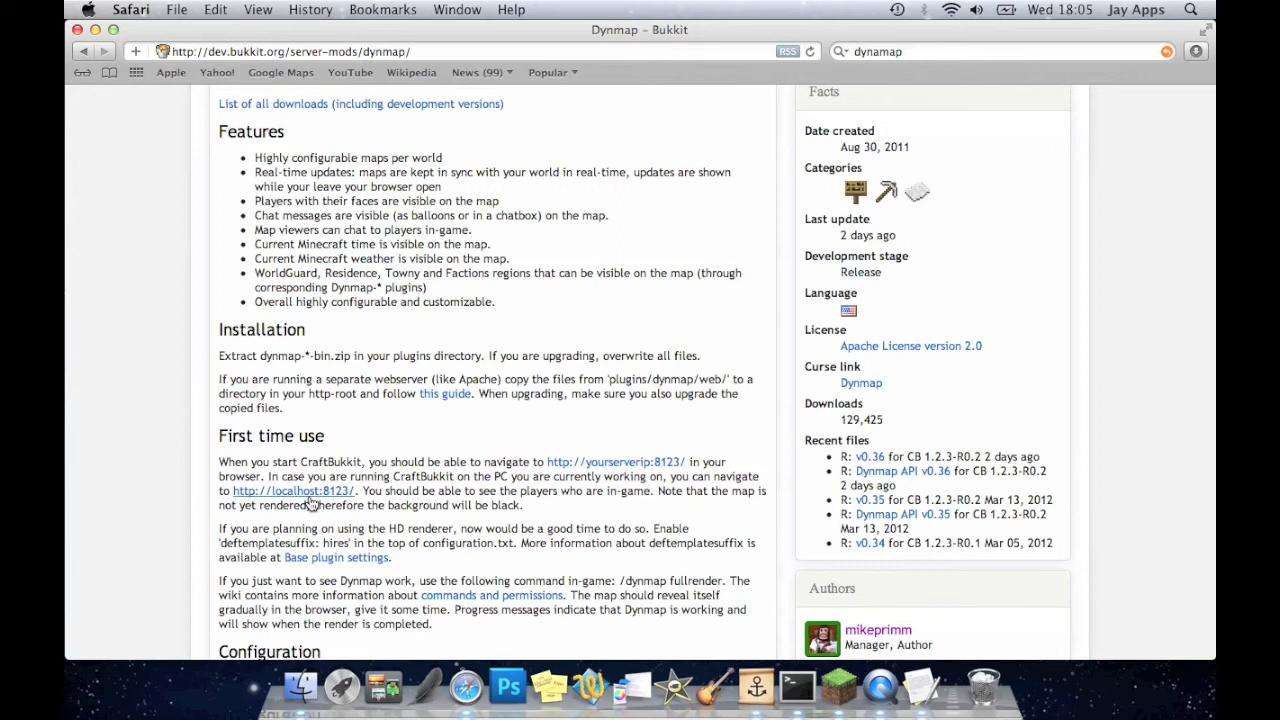 Safari File Edit View History Bookmarks Window Help Wed 18:05 Jay Apps
Dynmap – Bukkit
http://dev.bukkit.org/server-mods/dynmap/ RSS dynamap
Apple Yahoo! Google Maps YouTube Wikipedia News (99) Popular
List of all downloads (including development versions)
Features
• Highly configurable maps per world
• Real-time updates: maps are kept in sync with your world in real-time, updates are shown
while your leave your browser open
• Players with their faces are visible on the map
• Chat messages are visible (as balloons or in a chatbox) on the map.
• Map viewers can chat to players in-game.
• Current Minecraft time is visible on the map.
• Current Minecraft weather is visible on the map.
• WorldGuard, Residence, Towny and Factions regions that can be visible on the map (through
corresponding Dynmap-* plugins)
• Overall highly configurable and customizable.
Installation
Extract dynmap-*-bin.zip in your plugins directory. If you are upgrading, overwrite all files.
If you are running a separate webserver (like Apache) copy the files from 'plugins/dynmap/web/' to a
directory in your http-root and follow this guide. When upgrading, make sure you also upgrade the
copied files.
First time use
When you start CraftBukkit, you should be able to navigate to http://yourserverip:8123/ in your
browser. In case you are running CraftBukkit on the PC you are currently working on, you can navigate
to http://localhost:8123/. You should be able to see the players who are in-game. Note that the map is
not yet rendered, therefore the background will be black.
If you are planning on using the HD renderer, now would be a good time to do so. Enable
'deftemplatesuffix: hires' in the top of configuration.txt. More information about deftemplatesuffix is
available at Base plugin settings.
If you just want to see Dynmap work, use the following command in-game: /dynmap fullrender. The
wiki contains more information about commands and permissions. The map should reveal itself
gradually in the browser, give it some time. Progress messages indicate that Dynmap is working and
will show when the render is completed.
Configuration
Facts
Date created
Aug 30, 2011
Categories
Last update
2 days ago
Development stage
Release
Language
License
Apache License version 2.0
Curse link
Dynmap
Downloads
129,425
Recent files
• R: v0.36 for CB 1.2.3-R0.2 2 days ago
• R: Dynmap API v0.36 for CB 1.2.3-R0.2
2 days ago
• R: v0.35 for CB 1.2.3-R0.2 Mar 13, 2012
• R: Dynmap API v0.35 for CB 1.2.3-R0.2
Mar 13, 2012
• R: v0.34 for CB 1.2.3-R0.1 Mar 05, 2012
Authors
mikeprimm
Manager, Author
Ps